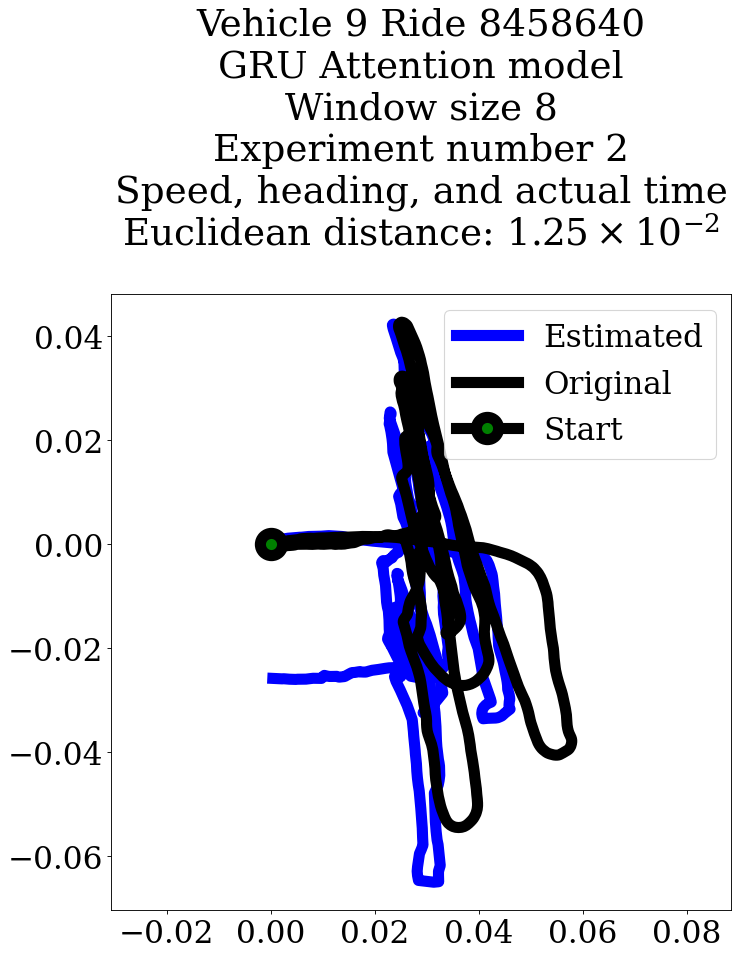 Vehicle 9 Ride 8458640
GRU Attention model
Window size 8
Experiment number 2
Speed, heading, and actual time
Euclidean distance: 1.25 × 10⁻²
Estimated
Original
Start
0.04
0.02
0.00
−0.02
−0.04
−0.06
−0.02 0.00 0.02 0.04 0.06 0.08